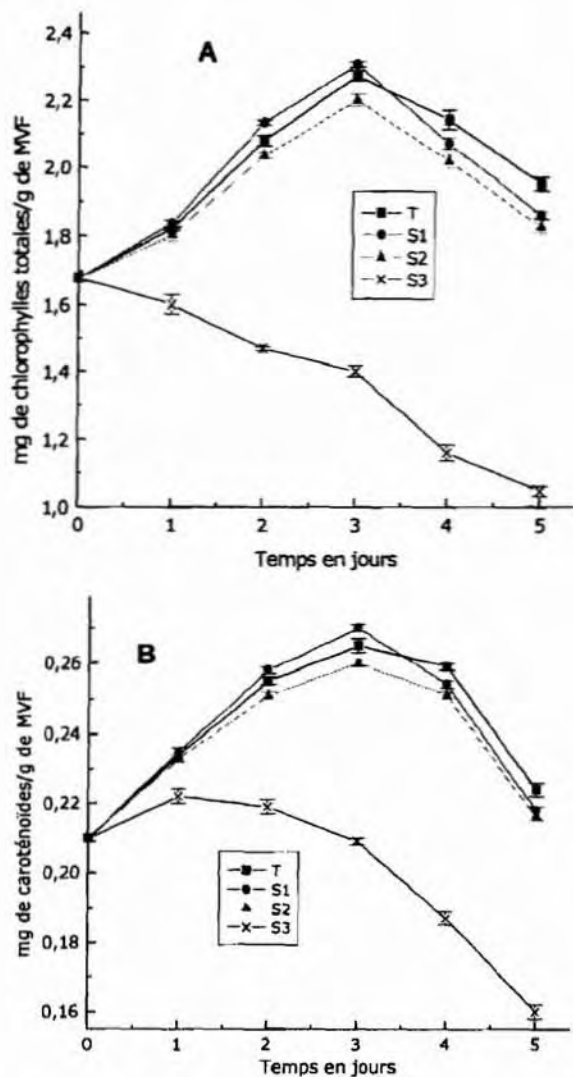 A
mg de chlorophylles totales/g de MVF
2,4
2,2
2,0
1,8
1,6
1,4
1,2
1,0
T
S1
S2
S3
0 1 2 3 4 5
Temps en jours
B
mg de caroténoïdes/g de MVF
0,26
0,24
0,22
0,20
0,18
0,16
T
S1
S2
S3
0 1 2 3 4 5
Temps en jours